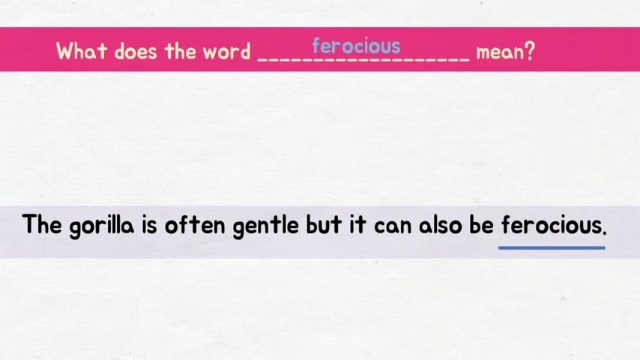 What does the word ferocious mean?
The gorilla is often gentle but it can also be ferocious.